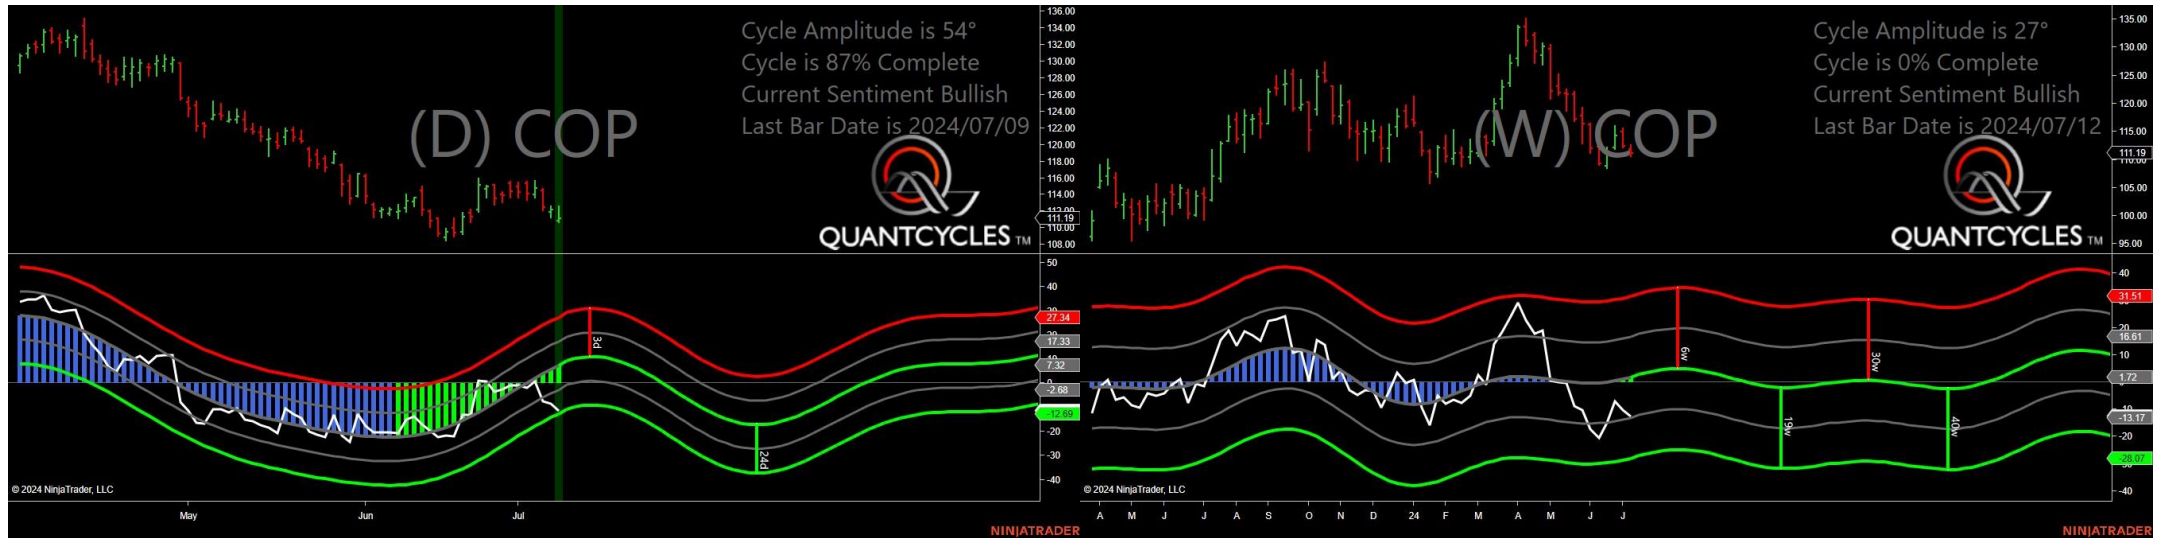 Cycle Amplitude is 54°
Cycle is 87% Complete
Current Sentiment Bullish
Last Bar Date is 2024/07/09
(D) COP
QUANTCYCLES TM
136.00
134.00
132.00
130.00
128.00
126.00
124.00
122.00
120.00
118.00
116.00
114.00
111.19
110.00
108.00
50
40
27.34
17.33
7.32
-2.68
-12.69
-20
-30
-40
3d
24d
© 2024 NinjaTrader, LLC
May
Jun
Jul
NINJATRADER
Cycle Amplitude is 27°
Cycle is 0% Complete
Current Sentiment Bullish
Last Bar Date is 2024/07/12
(W) COP
QUANTCYCLES TM
135.00
130.00
125.00
120.00
115.00
111.19
110.00
105.00
100.00
95.00
40
31.51
20
16.61
10
1.72
-13.17
-20
-28.07
-40
6w
19w
30w
40w
© 2024 NinjaTrader, LLC
A M J J A S O N D 24 F M A M J J
NINJATRADER